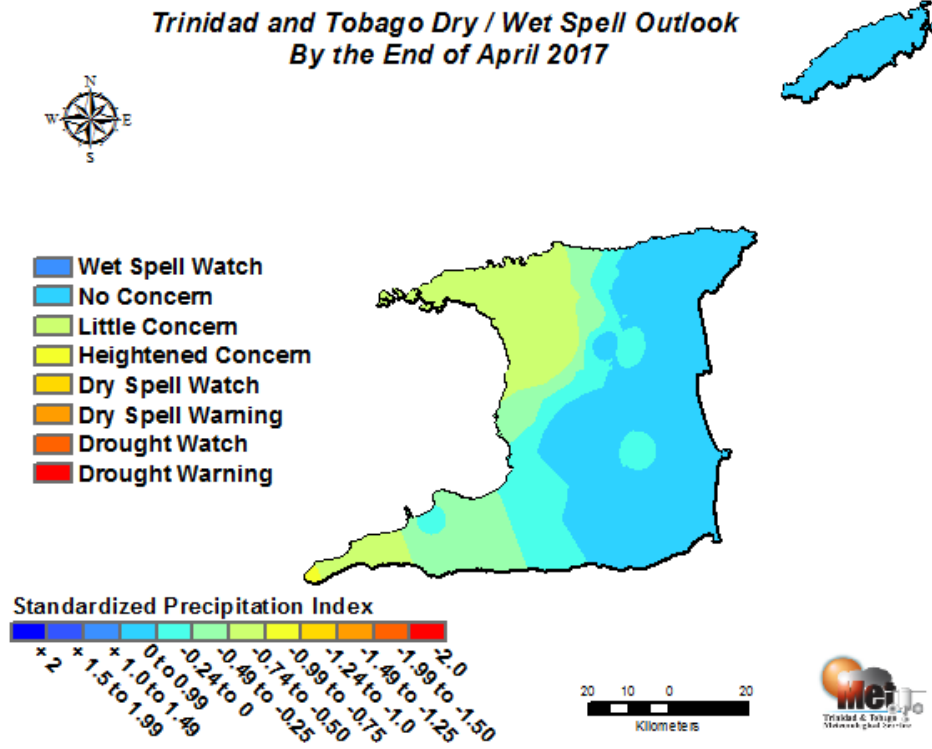 Trinidad and Tobago Dry / Wet Spell Outlook
By the End of April 2017
N
W E
S
Wet Spell Watch
No Concern
Little Concern
Heightened Concern
Dry Spell Watch
Dry Spell Warning
Drought Watch
Drought Warning
Standardized Precipitation Index
+ 2
+ 1.5 to 1.99
+ 1.0 to 1.49
0 to 0.99
-0.24 to 0
-0.49 to -0.25
-0.74 to -0.50
-0.99 to -0.75
-1.24 to -1.0
-1.49 to -1.25
-1.99 to -1.50
-2.0
20 10 0 20
Kilometers
Met
Trinidad & Tobago
Meteorological Service